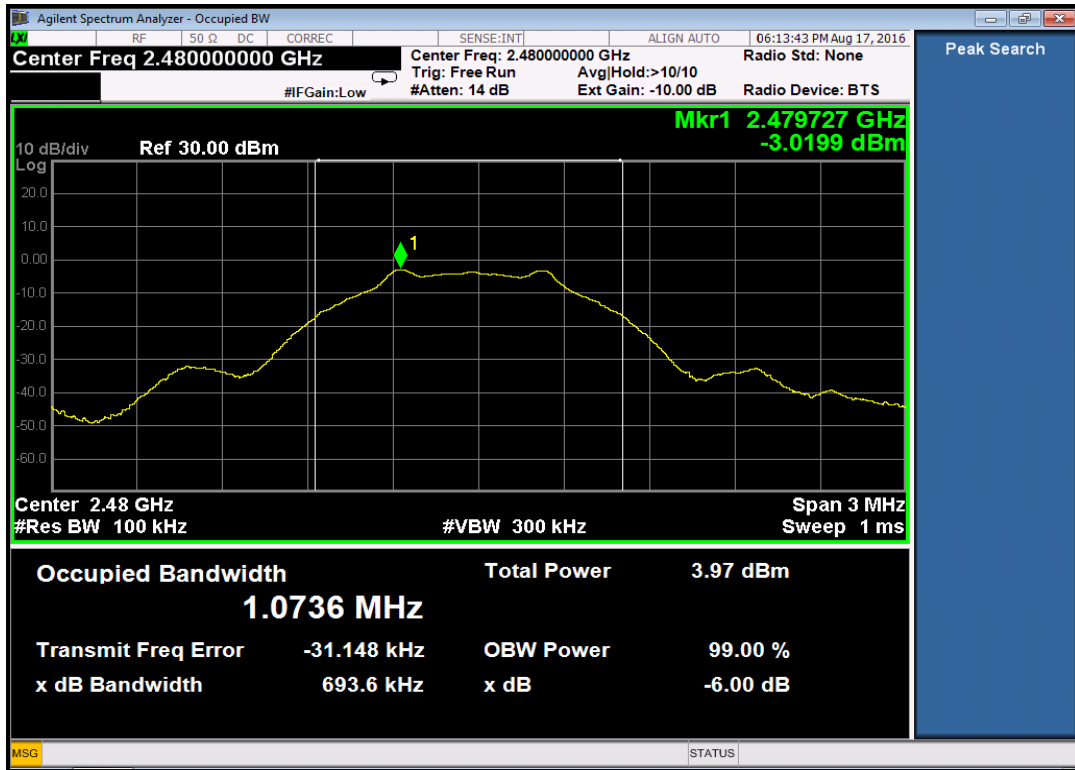 Agilent Spectrum Analyzer - Occupied BW
LXI RF 50 Ω DC CORREC SENSE:INT ALIGN AUTO 06:13:43 PM Aug 17, 2016
Center Freq 2.480000000 GHz
Center Freq: 2.480000000 GHz Radio Std: None
Trig: Free Run Avg|Hold:>10/10
#IFGain:Low #Atten: 14 dB Ext Gain: -10.00 dB Radio Device: BTS
Peak Search
Mkr1 2.479727 GHz
-3.0199 dBm
10 dB/div Ref 30.00 dBm
Log
20.0
10.0
1
0.00
-10.0
-20.0
-30.0
-40.0
-50.0
-60.0
Center 2.48 GHz Span 3 MHz
#Res BW 100 kHz #VBW 300 kHz Sweep 1 ms
Occupied Bandwidth Total Power 3.97 dBm
1.0736 MHz
Transmit Freq Error -31.148 kHz OBW Power 99.00 %
x dB Bandwidth 693.6 kHz x dB -6.00 dB
MSG STATUS